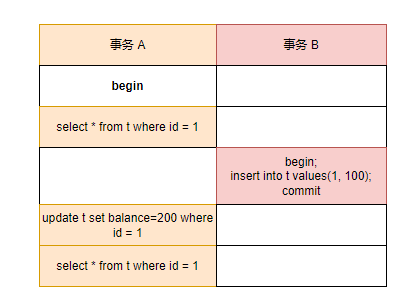 事务 A
事务 B
begin
select * from t where id = 1
begin;
insert into t values(1, 100);
commit
update t set balance=200 where
id = 1
select * from t where id = 1